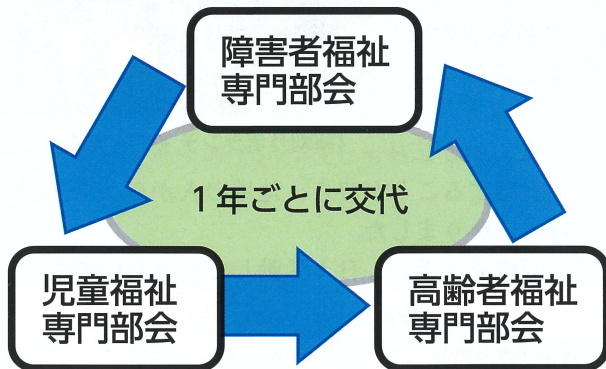 障害者福祉
専門部会
1年ごとに交代
児童福祉
専門部会
高齢者福祉
専門部会